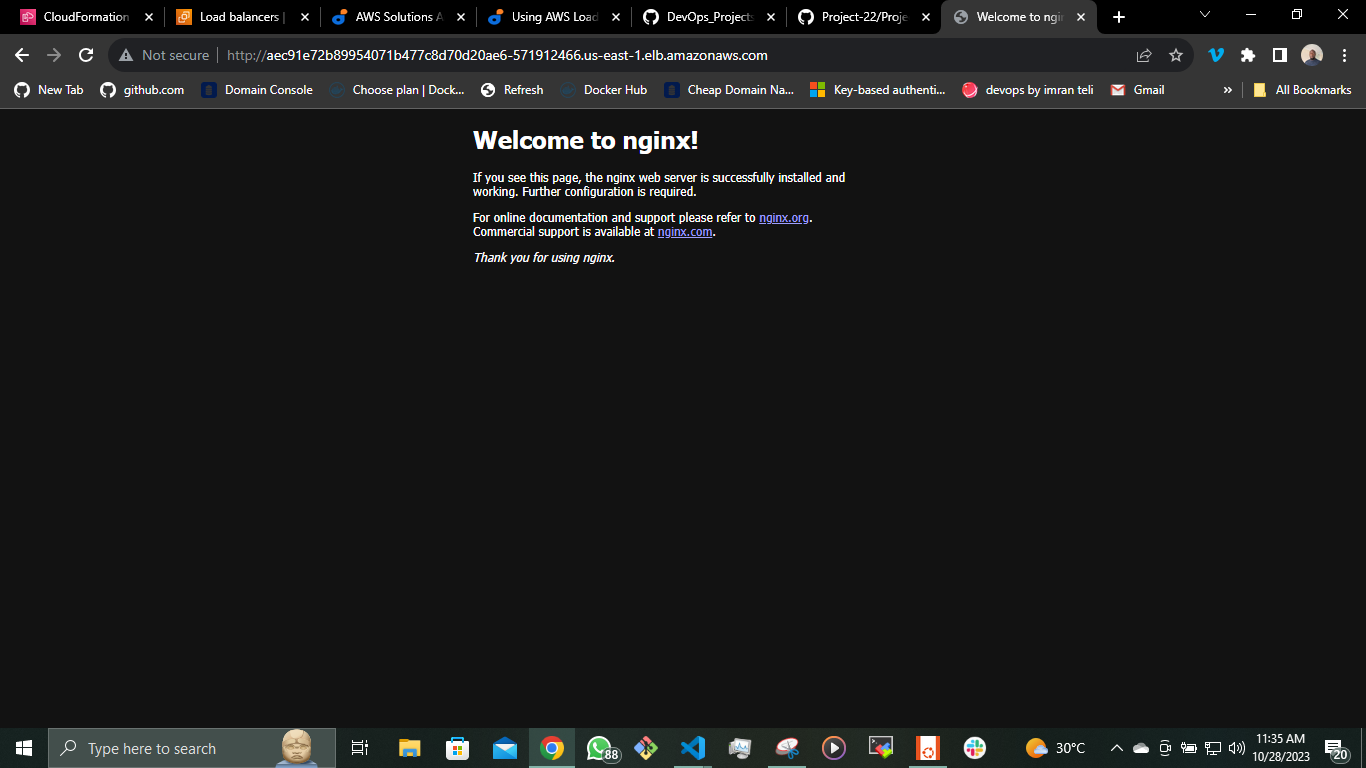 CloudFormation
Load balancers |
AWS Solutions A
Using AWS Load
DevOps_Projects
Project-22/Proje
Welcome to ngin
Not secure
http://aec91e72b89954071b477c8d70d20ae6-571912466.us-east-1.elb.amazonaws.com
New Tab
github.com
Domain Console
Choose plan | Dock...
Refresh
Docker Hub
Cheap Domain Na...
Key-based authenti...
devops by imran teli
Gmail
»
All Bookmarks
Welcome to nginx!
If you see this page, the nginx web server is successfully installed and
working. Further configuration is required.
For online documentation and support please refer to nginx.org.
Commercial support is available at nginx.com.
Thank you for using nginx.
Type here to search
88
30°C
11:35 AM
10/28/2023
20